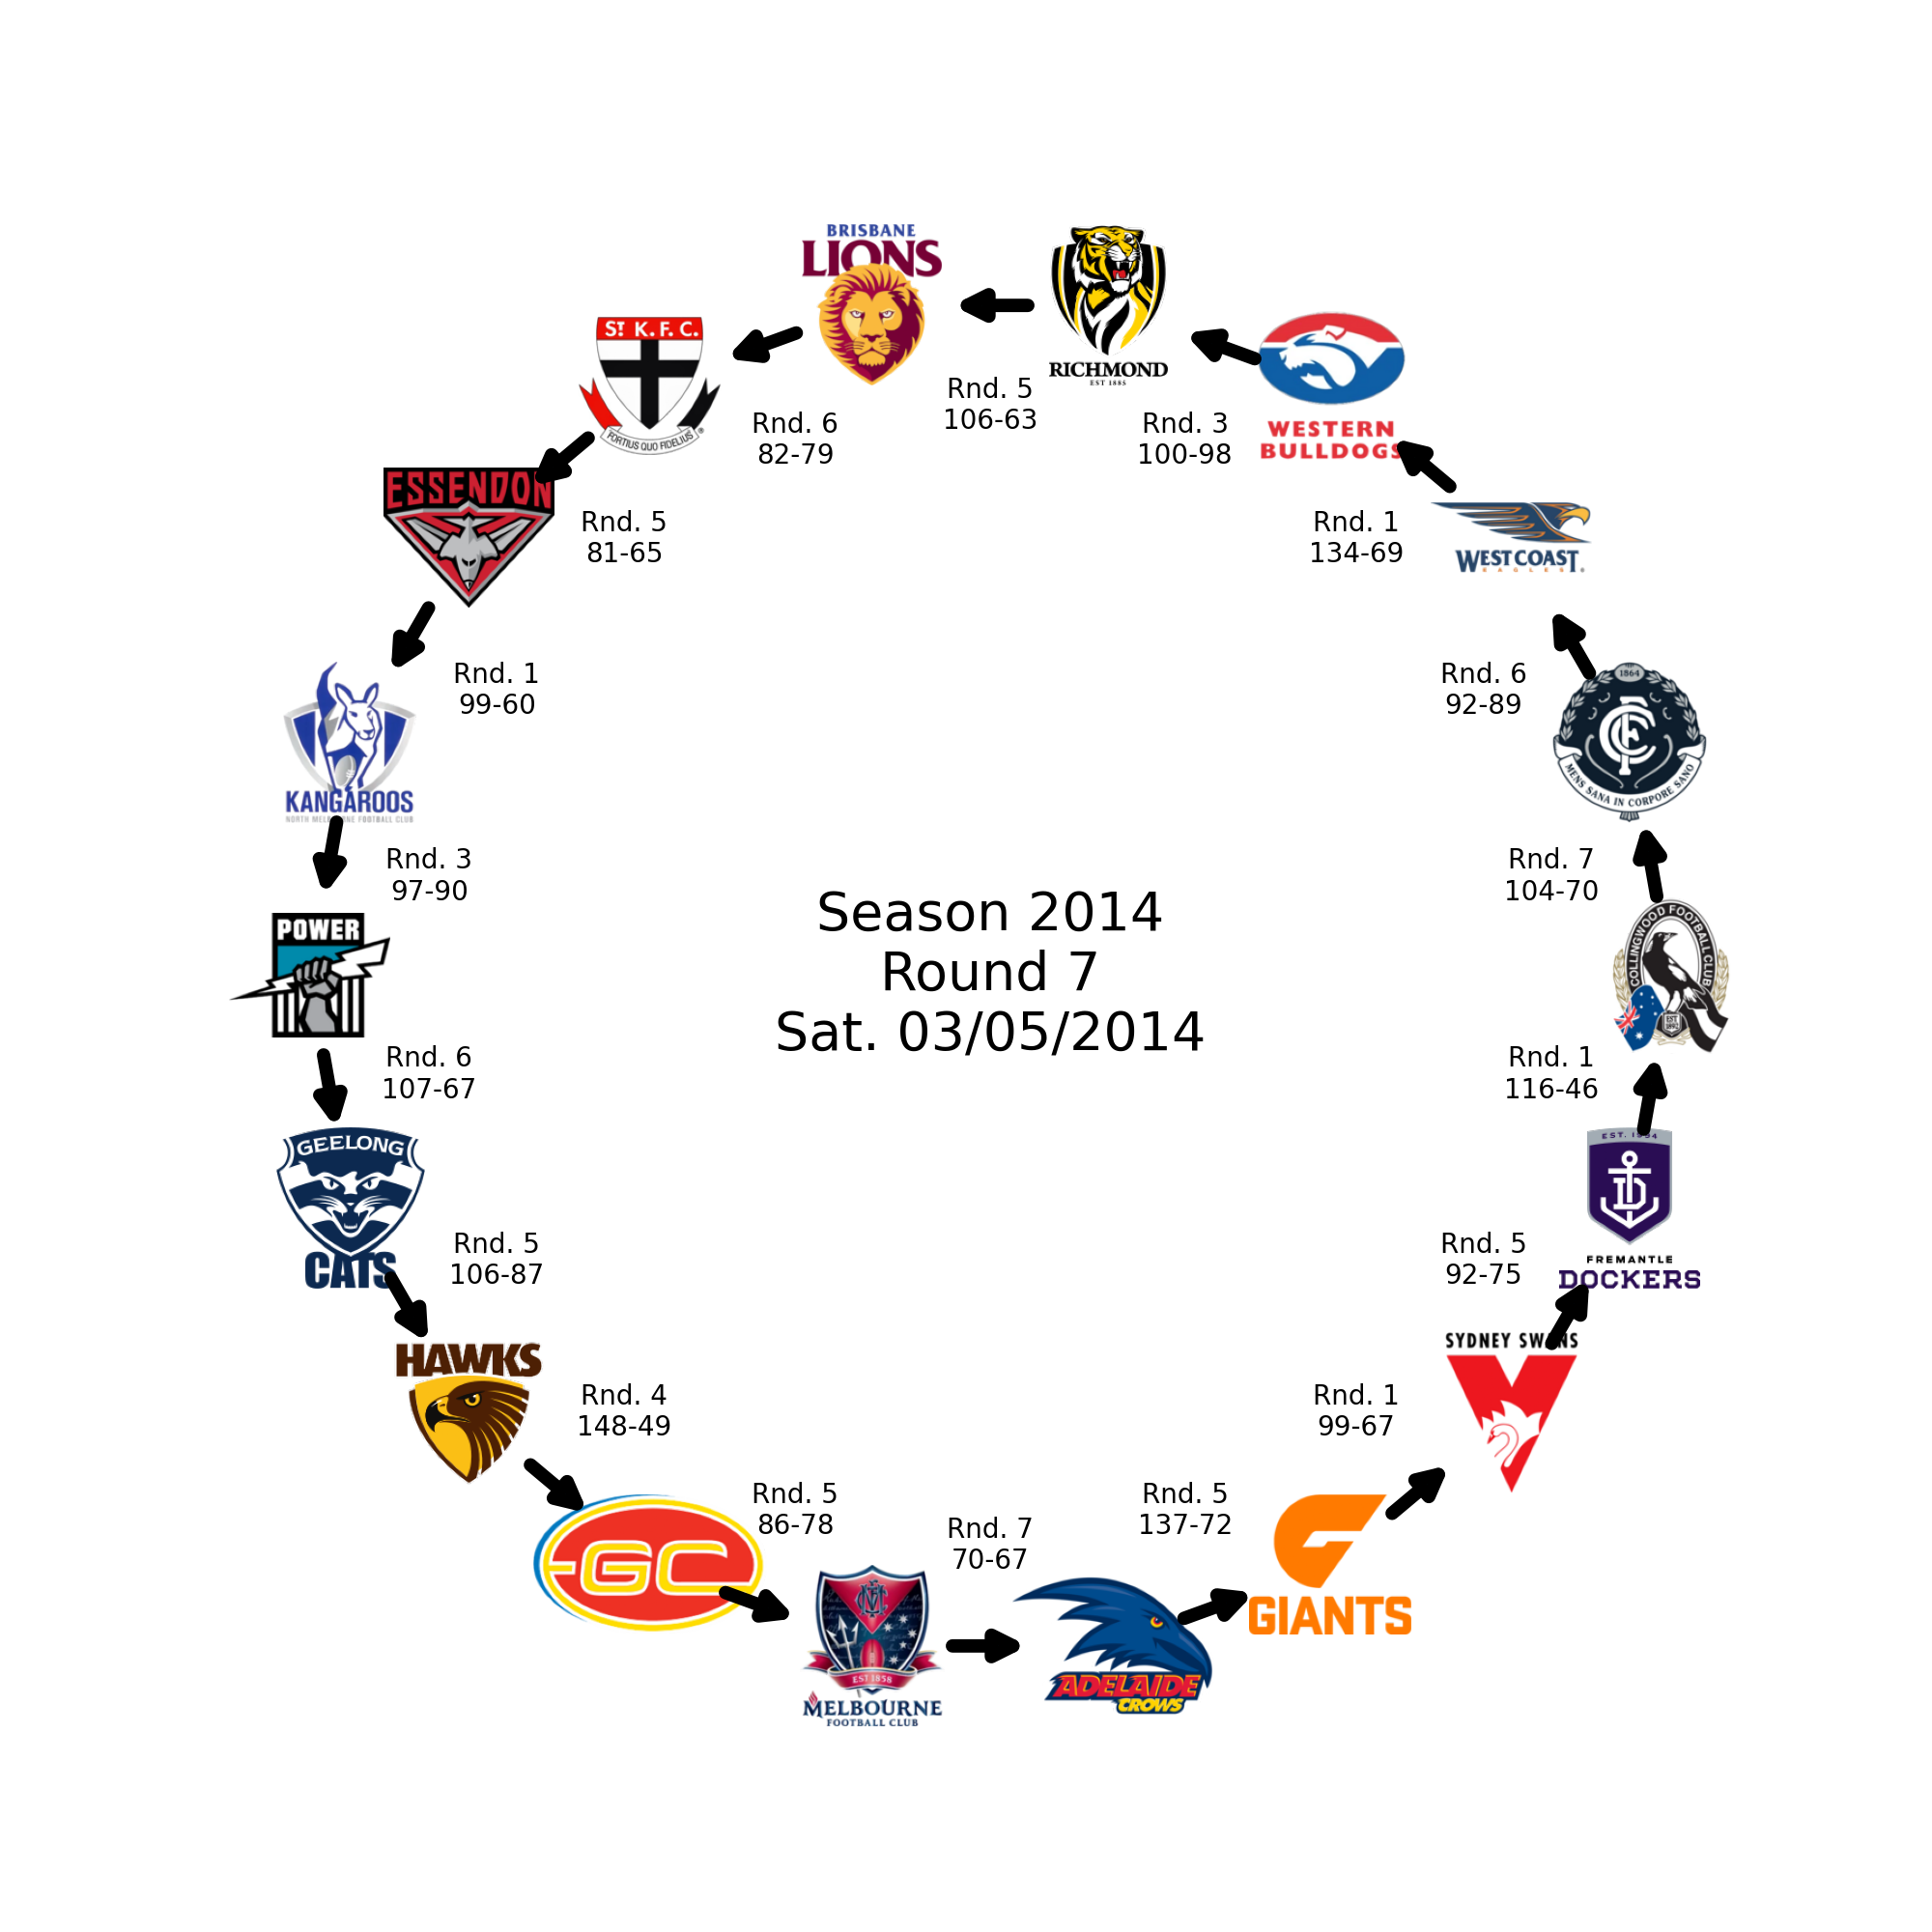 BRISBANE
LIONS
RICHMOND
EST 1885
ST K.F.C.
FORTIUS QUO FIDELIUS
®
WESTERN
BULLDOGS
Rnd. 5
106-63
Rnd. 6
82-79
Rnd. 3
100-98
ESSENDON
WEST COAST
EAGLES
Rnd. 5
81-65
Rnd. 1
134-69
Rnd. 1
99-60
Rnd. 6
92-89
1864
CFC
MENS SANA IN CORPORE SANO
KANGAROOS
NORTH MELBOURNE FOOTBALL CLUB
Rnd. 3
97-90
Rnd. 7
104-70
POWER
COLLINGWOOD FOOTBALL CLUB
EST
1892
Season 2014
Round 7
Sat. 03/05/2014
Rnd. 6
107-67
Rnd. 1
116-46
GEELONG
CATS
EST. 1994
FREMANTLE
DOCKERS
Rnd. 5
106-87
Rnd. 5
92-75
HAWKS
SYDNEY SWANS
Rnd. 4
148-49
Rnd. 1
99-67
GC
Rnd. 5
86-78
Rnd. 7
70-67
Rnd. 5
137-72
G
GIANTS
MCC
EST 1858
MELBOURNE
FOOTBALL CLUB
ADELAIDE
CROWS